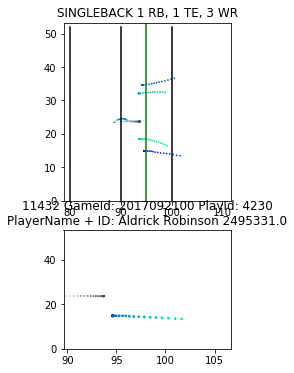 SINGLEBACK 1 RB, 1 TE, 3 WR
50
40
30
20
10
0
80 90 100 110
11432 GameId: 2017092100 PlayId: 4230
PlayerName + ID: Aldrick Robinson 2495331.0
40
20
0
90 95 100 105